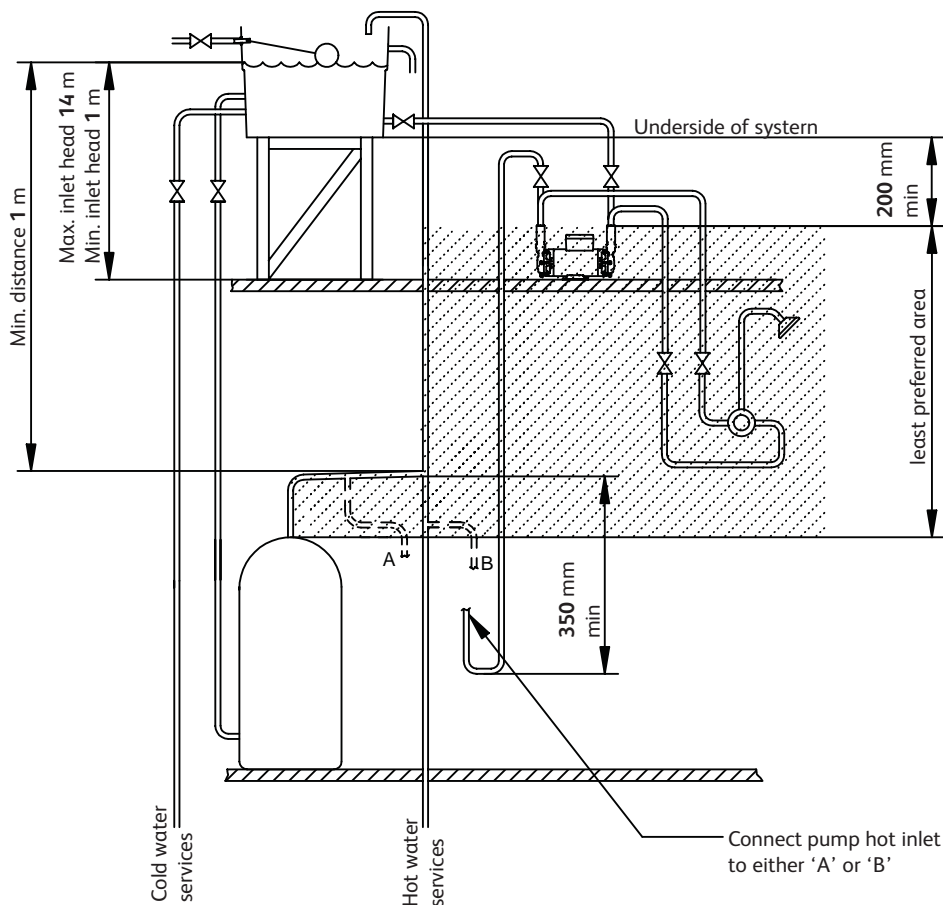 Min. distance 1 m
Max. inlet head 14 m
Min. inlet head 1 m
Underside of systern
200 mm
min
least preferred area
A
B
350 mm
min
Cold water
services
Hot water
services
Connect pump hot inlet
to either ‘A’ or ‘B’